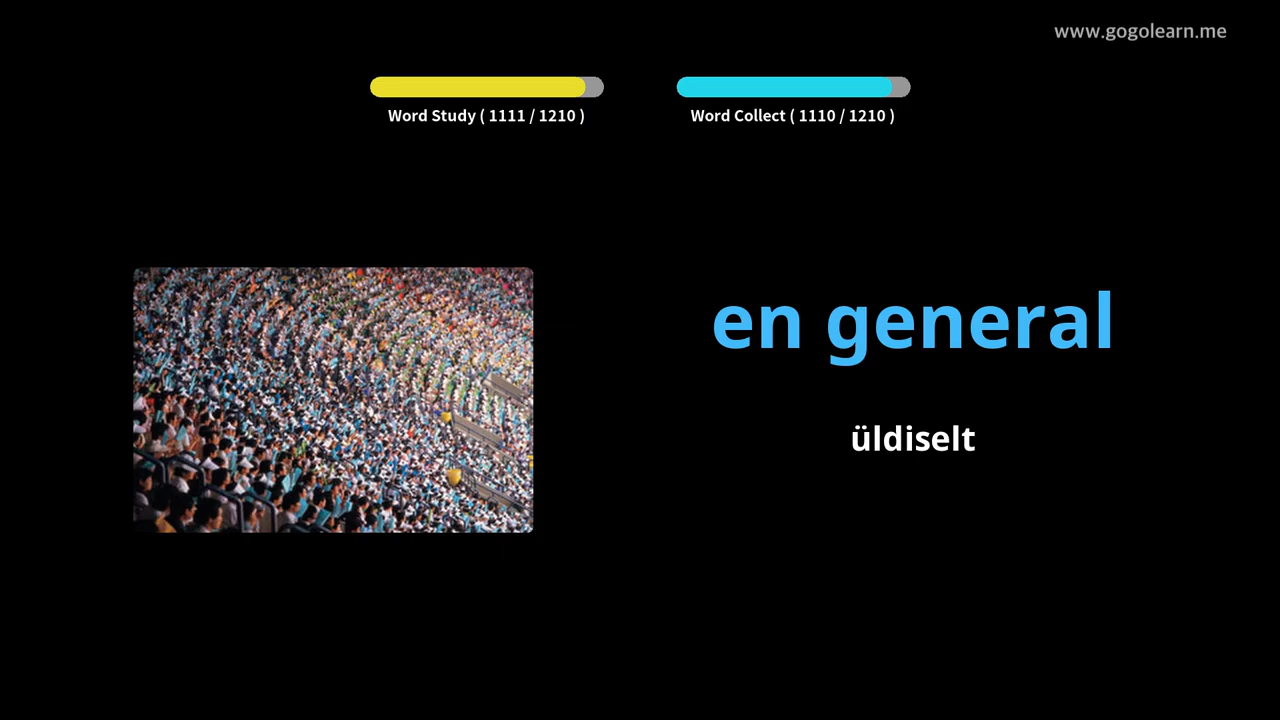 www.gogolearn.me
Word Study ( 1111 / 1210 )
Word Collect ( 1110 / 1210 )
en general
üldiselt